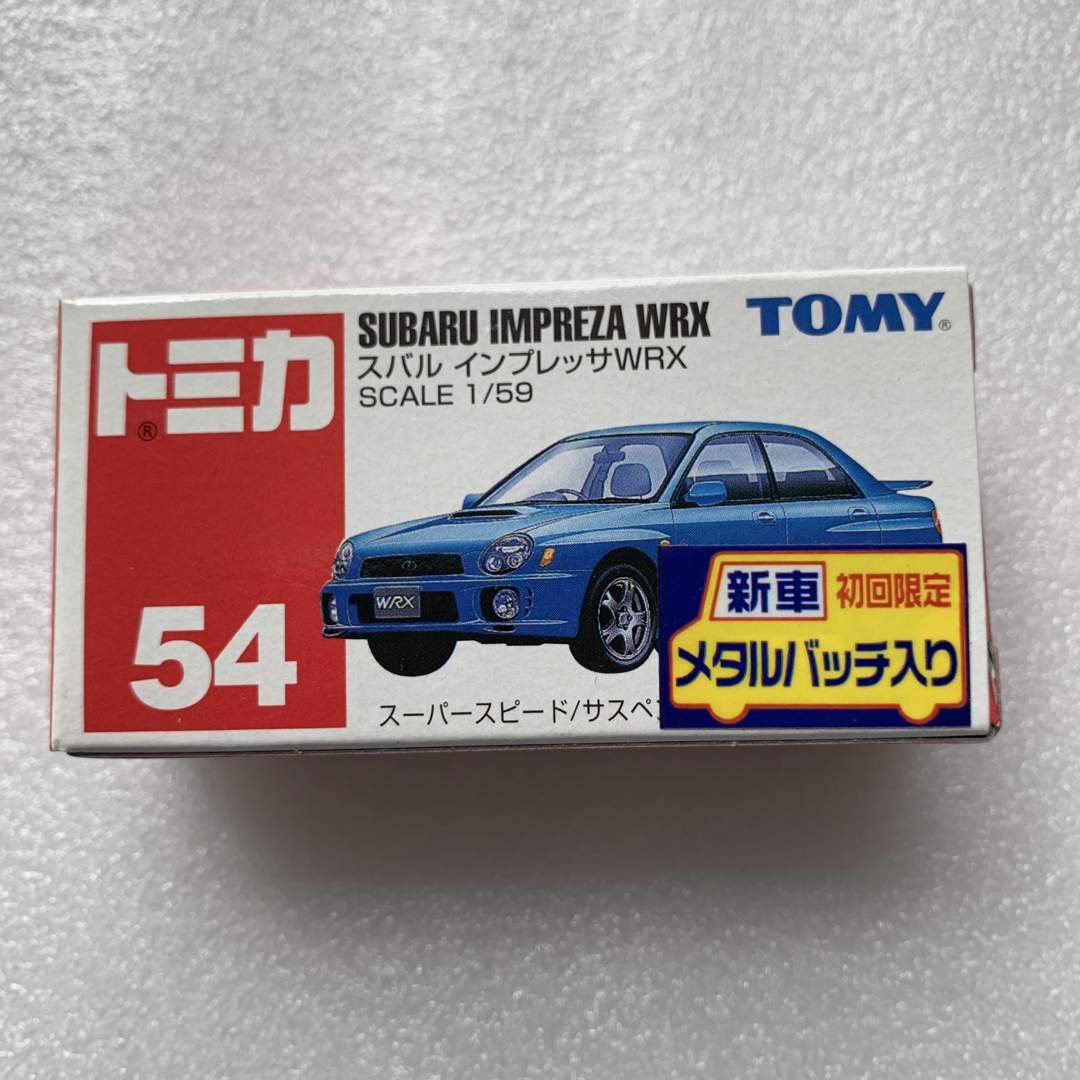 トミカ®
54
SUBARU IMPREZA WRX
スバル インプレッサWRX
SCALE 1/59
TOMY®
WRX
スーパースピード/サスペ
新車 初回限定
メタルバッチ入り